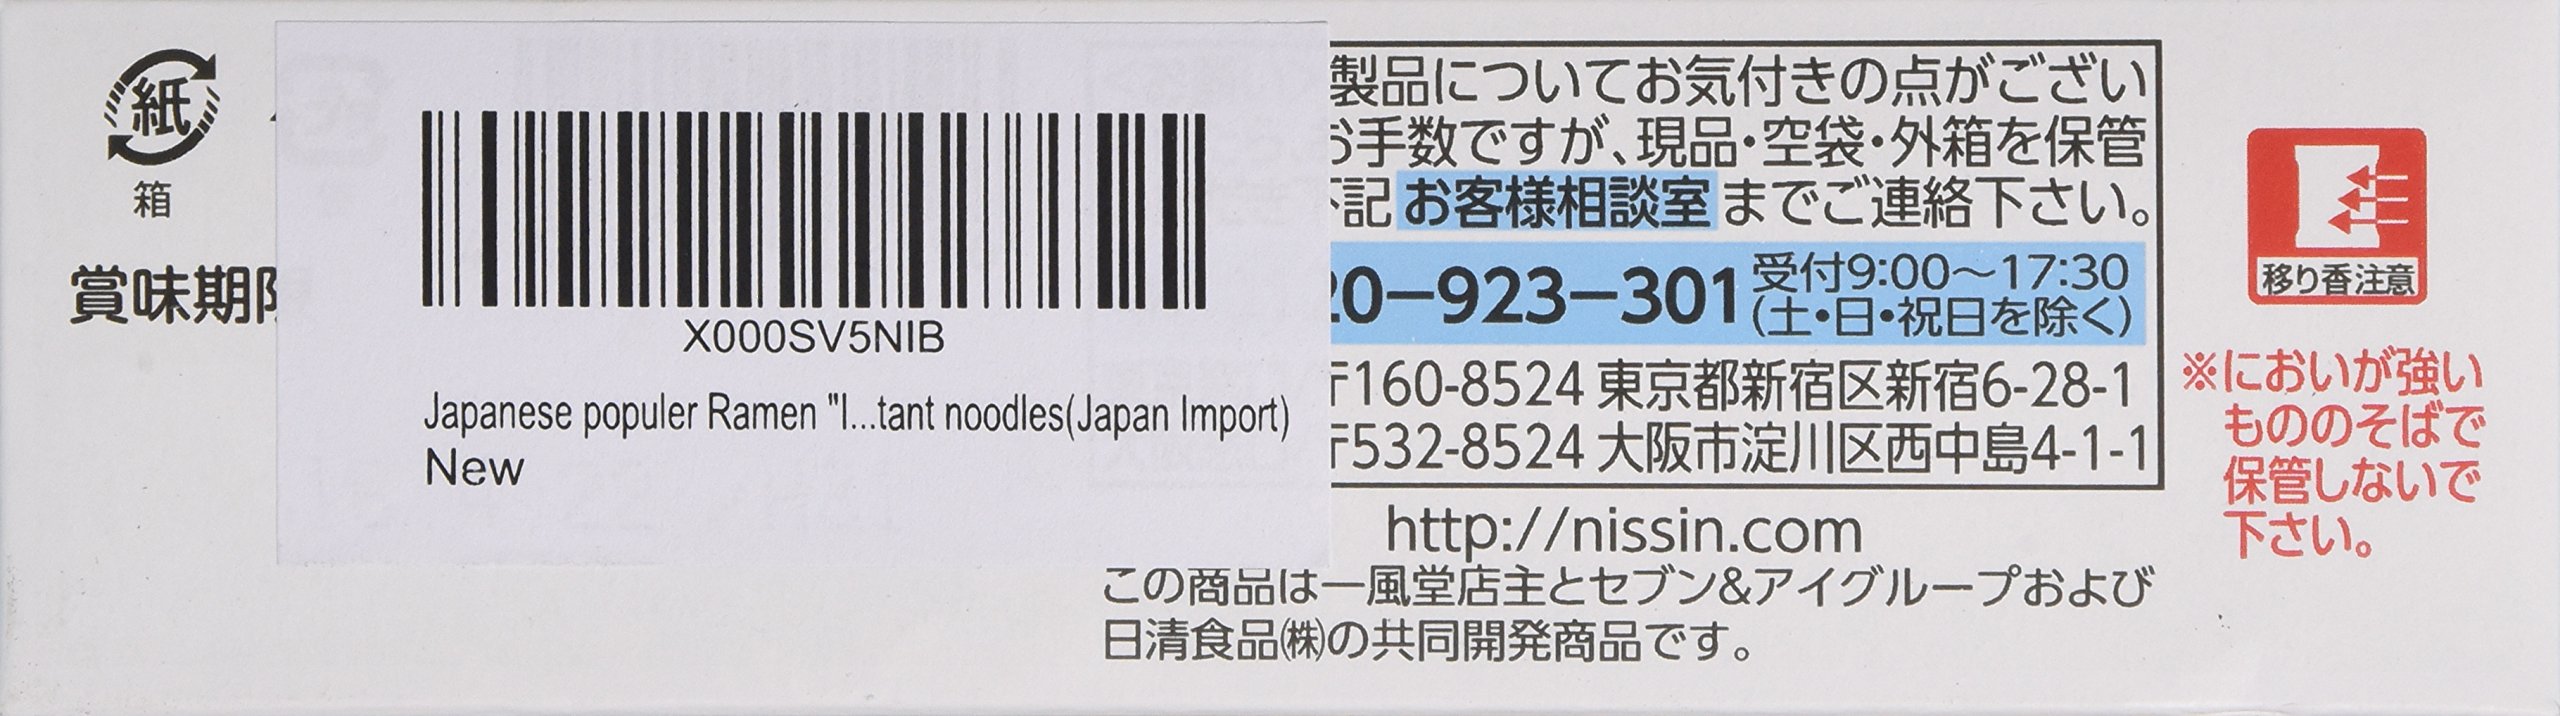 紙
箱
賞味期
X000SV5NIB
Japanese populer Ramen "I...tant noodles(Japan Import)
New
製品についてお気付きの点がござい
お手数ですが、現品・空袋・外箱を保管
下記お客様相談室までご連絡下さい。
20-923-301 受付9:00～17:30
(土・日・祝日を除く)
〒160-8524 東京都新宿区新宿6-28-1
〒532-8524 大阪市淀川区西中島4-1-1
http://nissin.com
この商品は一風堂店主とセブン&アイグループおよび
日清食品㈱の共同開発商品です。
移り香注意
※においが強い
もののそばで
保管しないで
下さい。